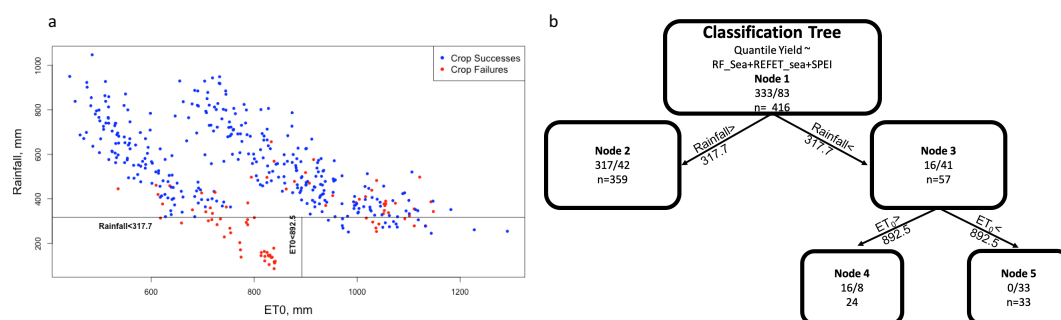 a
Rainfall, mm
1000
800
600
400
200
Crop Successes
Crop Failures
Rainfall<317.7
ET0<892.5
600
800
1000
1200
ET0, mm
b
Classification Tree
Quantile Yield ~
RF_Sea+REFET_sea+SPEI
Node 1
333/83
n= 416
Rainfall>
317.7
Rainfall<
317.7
Node 2
317/42
n=359
Node 3
16/41
n=57
ET₀>
892.5
ET₀<
892.5
Node 4
16/8
24
Node 5
0/33
n=33